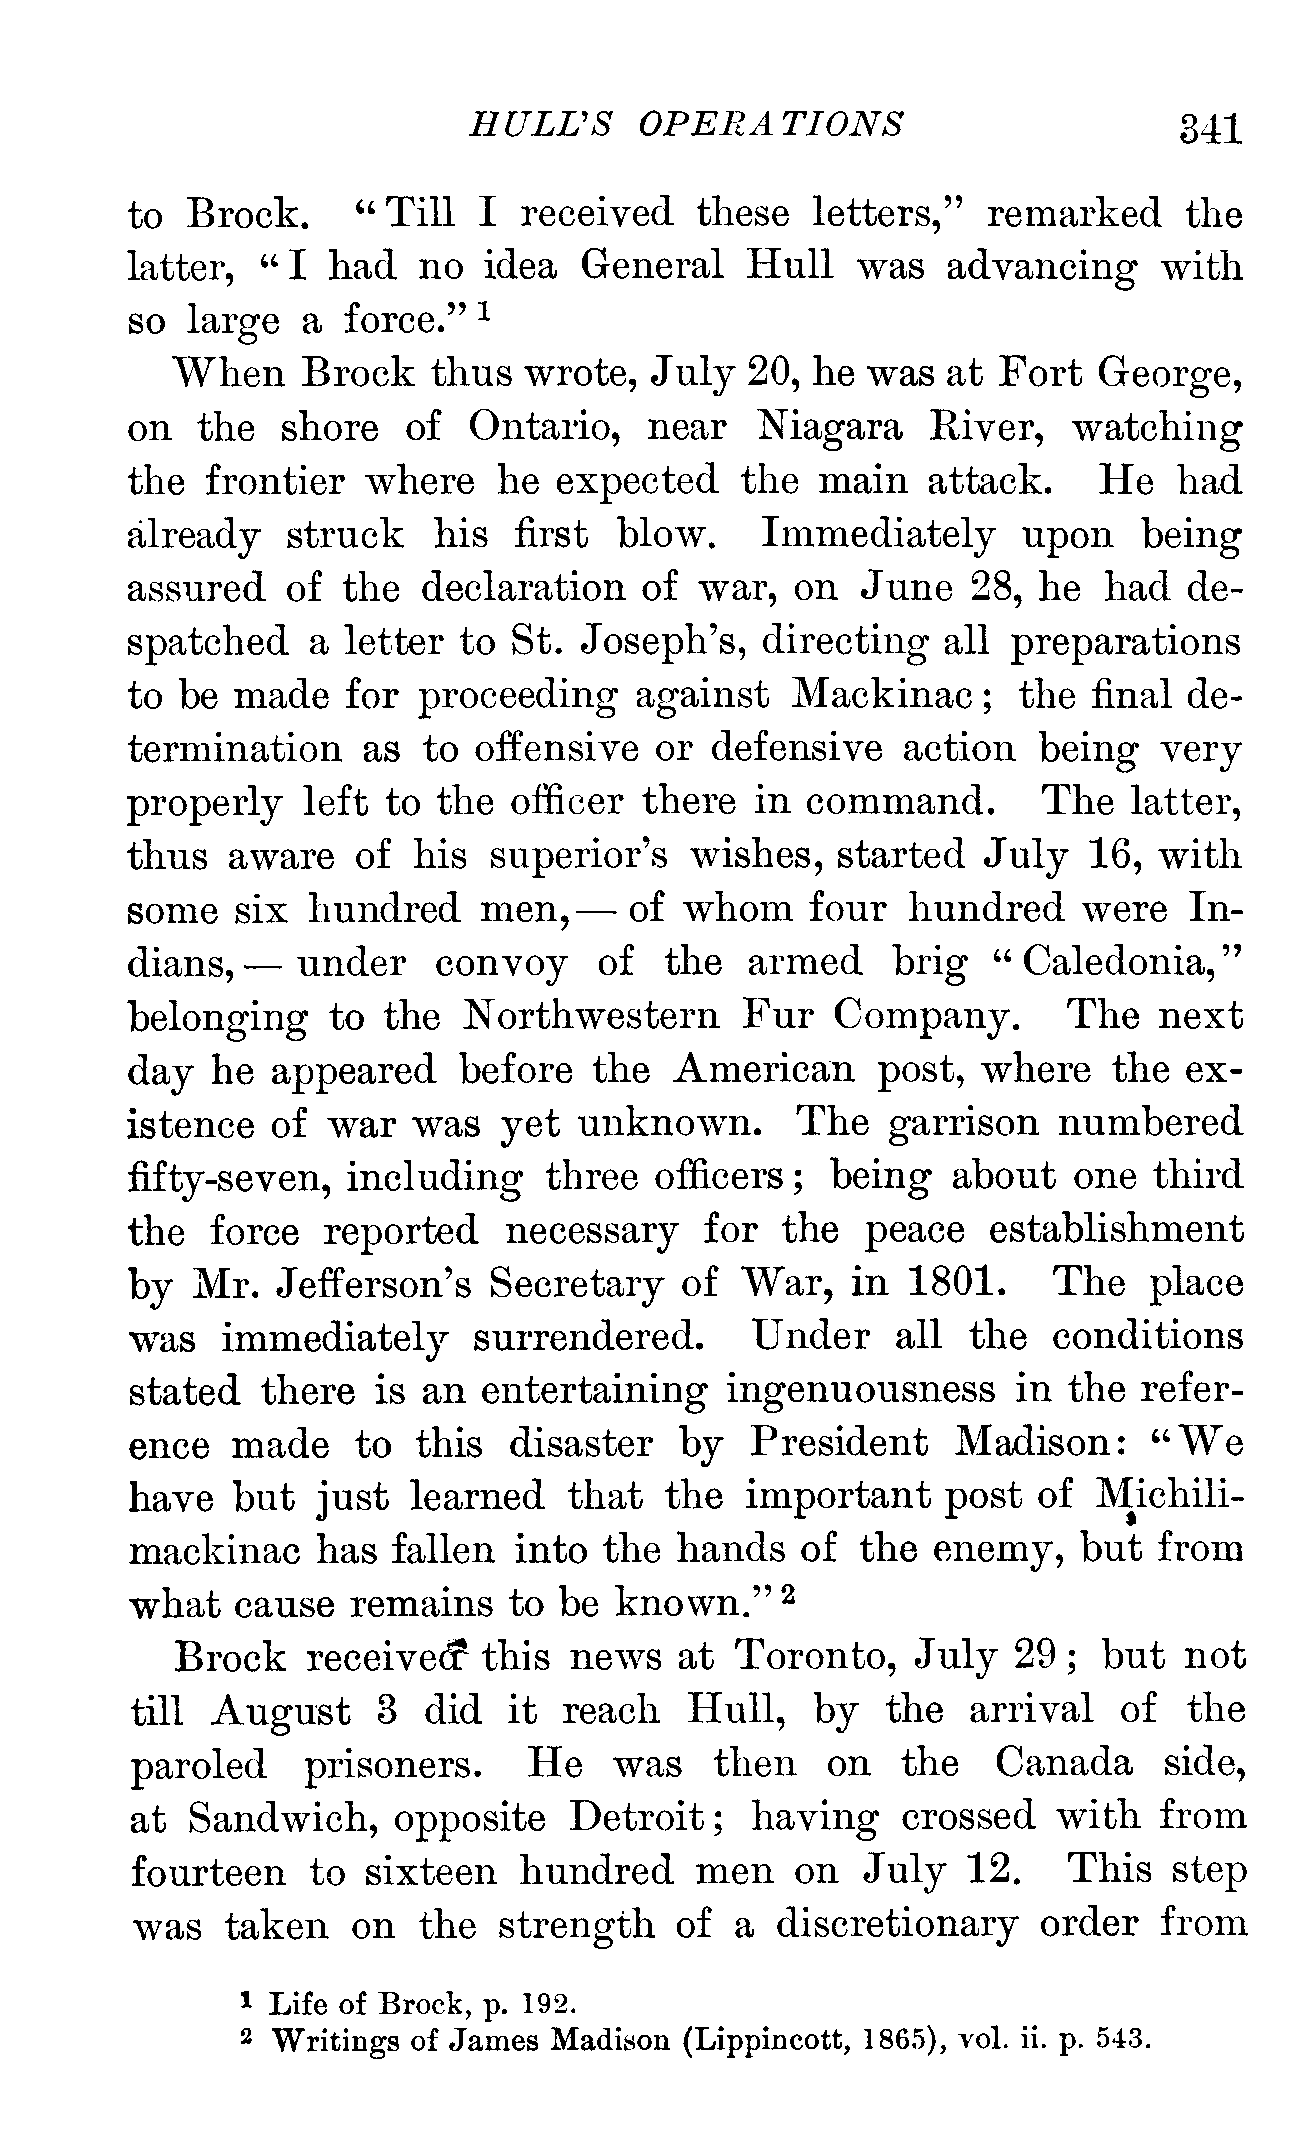 HULL'S OPERATIONS 341
to Brock. “Till I received these letters,” remarked the
latter, “I had no idea General Hull was advancing with
so large a force.” 1
When Brock thus wrote, July 20, he was at Fort George,
on the shore of Ontario, near Niagara River, watching
the frontier where he expected the main attack. He had
already struck his first blow. Immediately upon being
assured of the declaration of war, on June 28, he had de-
spatched a letter to St. Joseph's, directing all preparations
to be made for proceeding against Mackinac; the final de-
termination as to offensive or defensive action being very
properly left to the officer there in command. The latter,
thus aware of his superior's wishes, started July 16, with
some six hundred men,— of whom four hundred were In-
dians,— under convoy of the armed brig “Caledonia,”
belonging to the Northwestern Fur Company. The next
day he appeared before the American post, where the ex-
istence of war was yet unknown. The garrison numbered
fifty-seven, including three officers; being about one third
the force reported necessary for the peace establishment
by Mr. Jefferson's Secretary of War, in 1801. The place
was immediately surrendered. Under all the conditions
stated there is an entertaining ingenuousness in the refer-
ence made to this disaster by President Madison: “We
have but just learned that the important post of Michili-
mackinac has fallen into the hands of the enemy, but from
what cause remains to be known.” 2
Brock received this news at Toronto, July 29; but not
till August 3 did it reach Hull, by the arrival of the
paroled prisoners. He was then on the Canada side,
at Sandwich, opposite Detroit; having crossed with from
fourteen to sixteen hundred men on July 12. This step
was taken on the strength of a discretionary order from
1 Life of Brock, p. 192.
2 Writings of James Madison (Lippincott, 1865), vol. ii. p. 543.